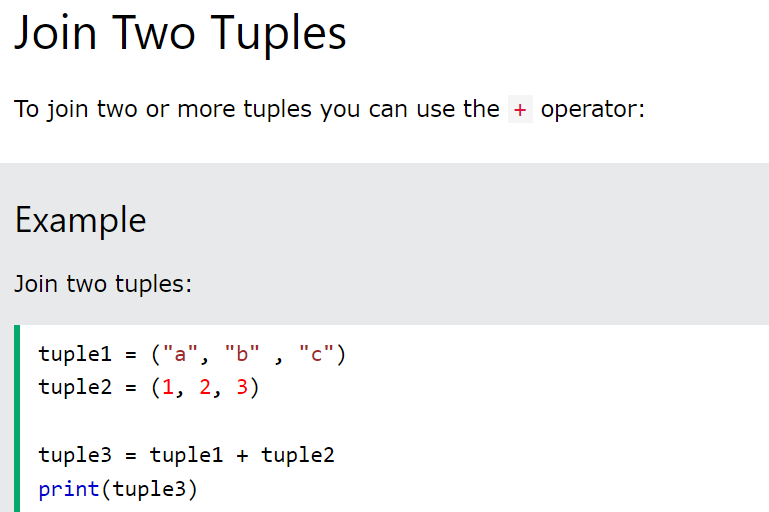 Join Two Tuples
To join two or more tuples you can use the + operator:
Example
Join two tuples:
tuple1 = ("a", "b" , "c")
tuple2 = (1, 2, 3)
tuple3 = tuple1 + tuple2
print(tuple3)